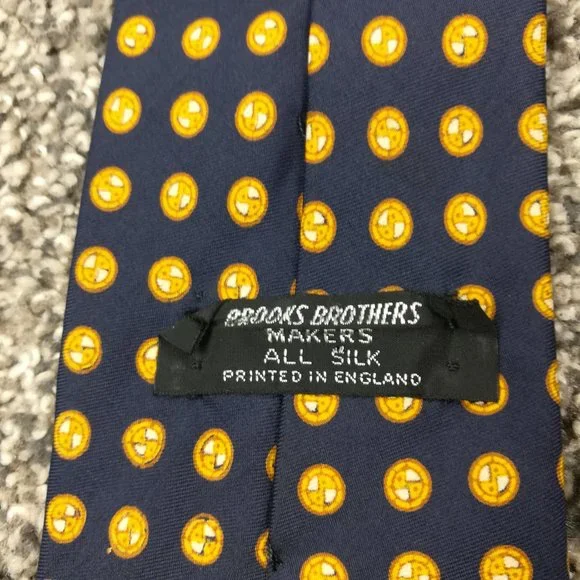 BROOKS BROTHERS
MAKERS
ALL SILK
PRINTED IN ENGLAND